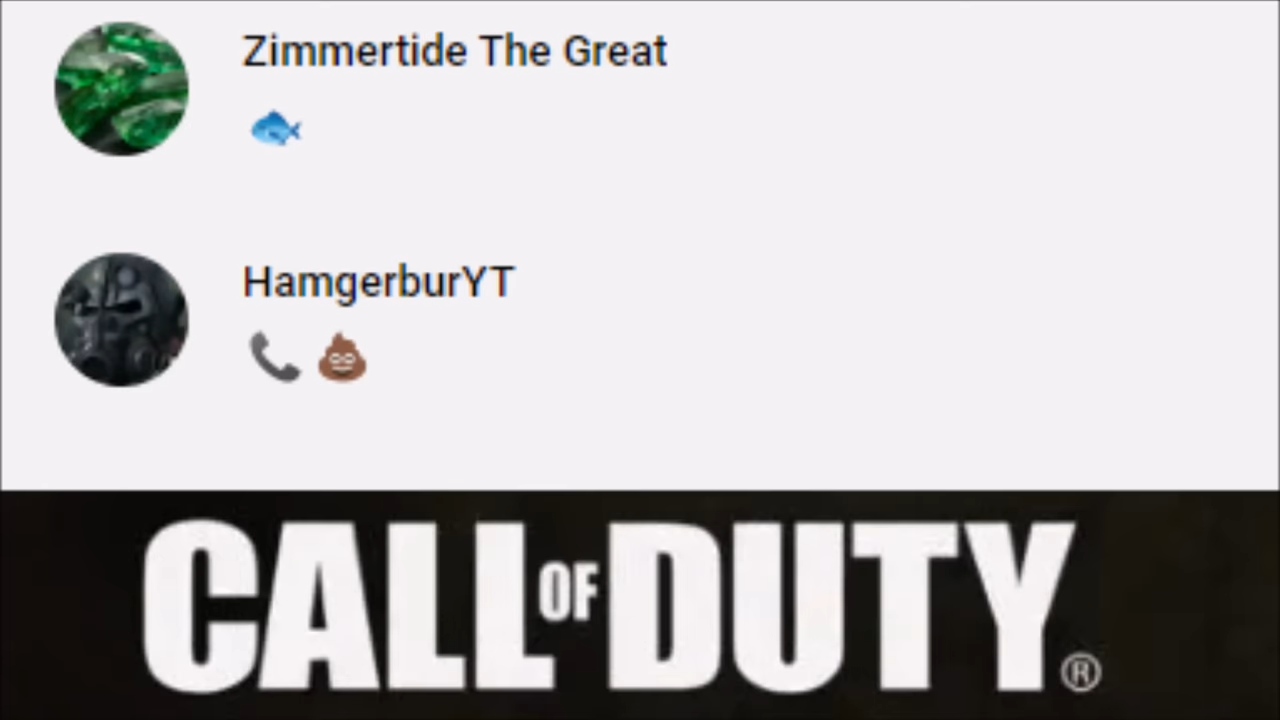 Zimmertide The Great
🐟
HamgerburYT
📞 💩
CALL OF DUTY®